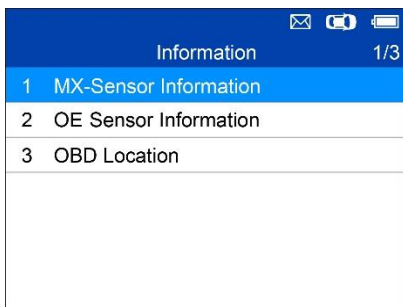 Information 1/3
1 MX-Sensor Information
2 OE Sensor Information
3 OBD Location